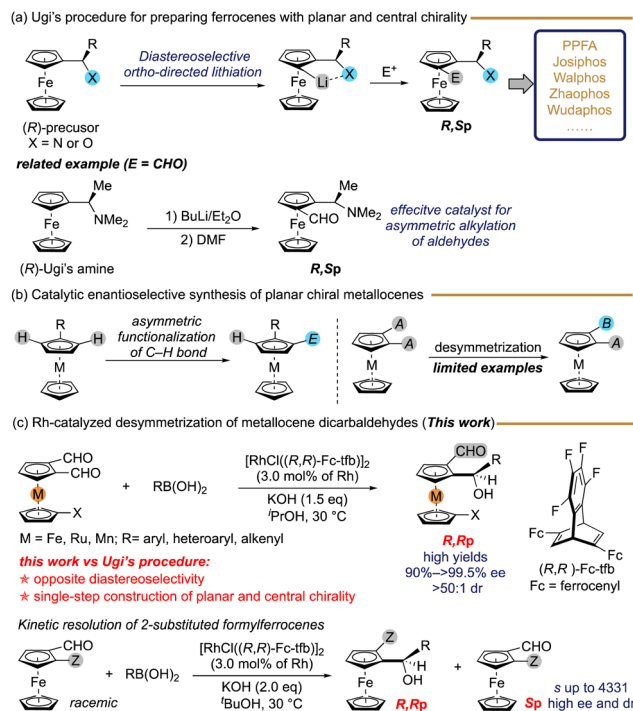 (a) Ugi's procedure for preparing ferrocenes with planar and central chirality
R
Fe
X
Diastereoselective
ortho-directed lithiation
R
Fe
Li
X
E+
R
Fe
E
X
R,Sp
PPFA
Josiphos
Walphos
Zhaophos
Wudaphos
......
(R)-precusor
X = N or O
related example (E = CHO)
Me
Fe
NMe2
(R)-Ugi's amine
1) BuLi/Et2O
2) DMF
Me
Fe
CHO
NMe2
R,Sp
effecitve catalyst for
asymmetric alkylation
of aldehydes
(b) Catalytic enantioselective synthesis of planar chiral metallocenes
H
R
H
M
asymmetric
functionalization
of C–H bond
H
R
E
M
A
A
M
desymmetrization
limited examples
B
A
M
(c) Rh-catalyzed desymmetrization of metallocene dicarbaldehydes (This work)
CHO
CHO
M
X
+
RB(OH)2
[RhCl((R,R)-Fc-tfb)]2
(3.0 mol% of Rh)
KOH (1.5 eq)
iPrOH, 30 °C
CHO
R
H
OH
M
X
R,Rp
high yields
90%–>99.5% ee
>50:1 dr
F
F
F
F
Fc
Fc
(R,R)-Fc-tfb
Fc = ferrocenyl
M = Fe, Ru, Mn; R= aryl, heteroaryl, alkenyl
this work vs Ugi's procedure:
✯ opposite diastereoselectivity
✯ single-step construction of planar and central chirality
Kinetic resolution of 2-substituted formylferrocenes
CHO
Z
Fe
racemic
+
RB(OH)2
[RhCl((R,R)-Fc-tfb)]2
(3.0 mol% of Rh)
KOH (2.0 eq)
tBuOH, 30 °C
Z
R
H
OH
Fe
R,Rp
+
CHO
Z
Fe
Sp
s up to 4331
high ee and dr